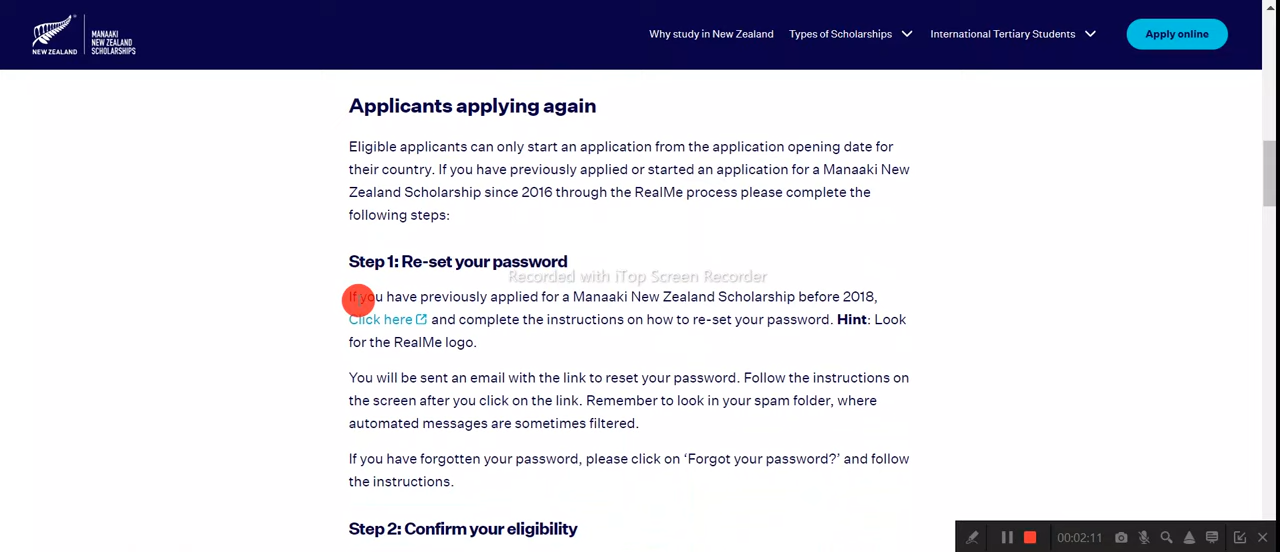 NEW ZEALAND
MANAAKI
NEW ZEALAND
SCHOLARSHIPS
Why study in New Zealand
Types of Scholarships
International Tertiary Students
Apply online
Applicants applying again
Eligible applicants can only start an application from the application opening date for
their country. If you have previously applied or started an application for a Manaaki New
Zealand Scholarship since 2016 through the RealMe process please complete the
following steps:
Step 1: Re-set your password
Recorded with iTop Screen Recorder
If you have previously applied for a Manaaki New Zealand Scholarship before 2018,
Click here and complete the instructions on how to re-set your password. Hint: Look
for the RealMe logo.
You will be sent an email with the link to reset your password. Follow the instructions on
the screen after you click on the link. Remember to look in your spam folder, where
automated messages are sometimes filtered.
If you have forgotten your password, please click on ‘Forgot your password?’ and follow
the instructions.
Step 2: Confirm your eligibility
00:02:11